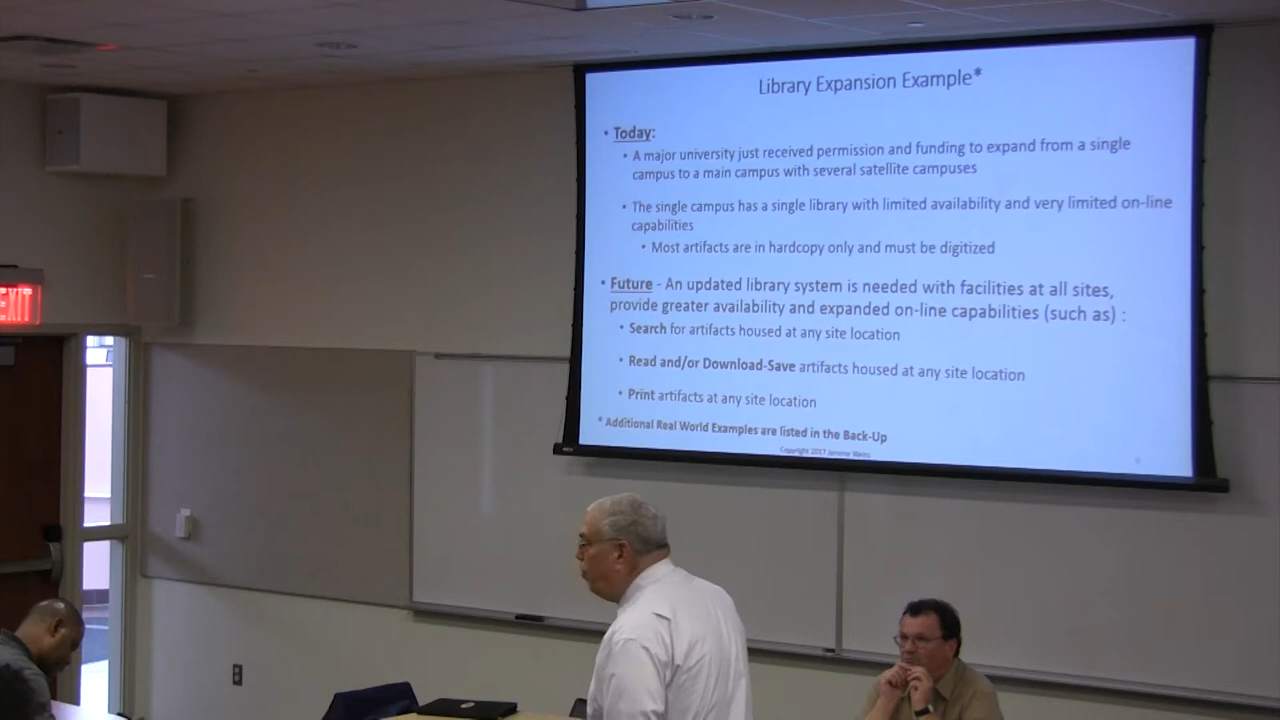 Library Expansion Example*
• Today:
• A major university just received permission and funding to expand from a single
campus to a main campus with several satellite campuses
• The single campus has a single library with limited availability and very limited on-line
capabilities
• Most artifacts are in hardcopy only and must be digitized
• Future - An updated library system is needed with facilities at all sites,
provide greater availability and expanded on-line capabilities (such as) :
• Search for artifacts housed at any site location
• Read and/or Download-Save artifacts housed at any site location
• Print artifacts at any site location
* Additional Real World Examples are listed in the Back-Up
Copyright 2017 Jerome
EXIT